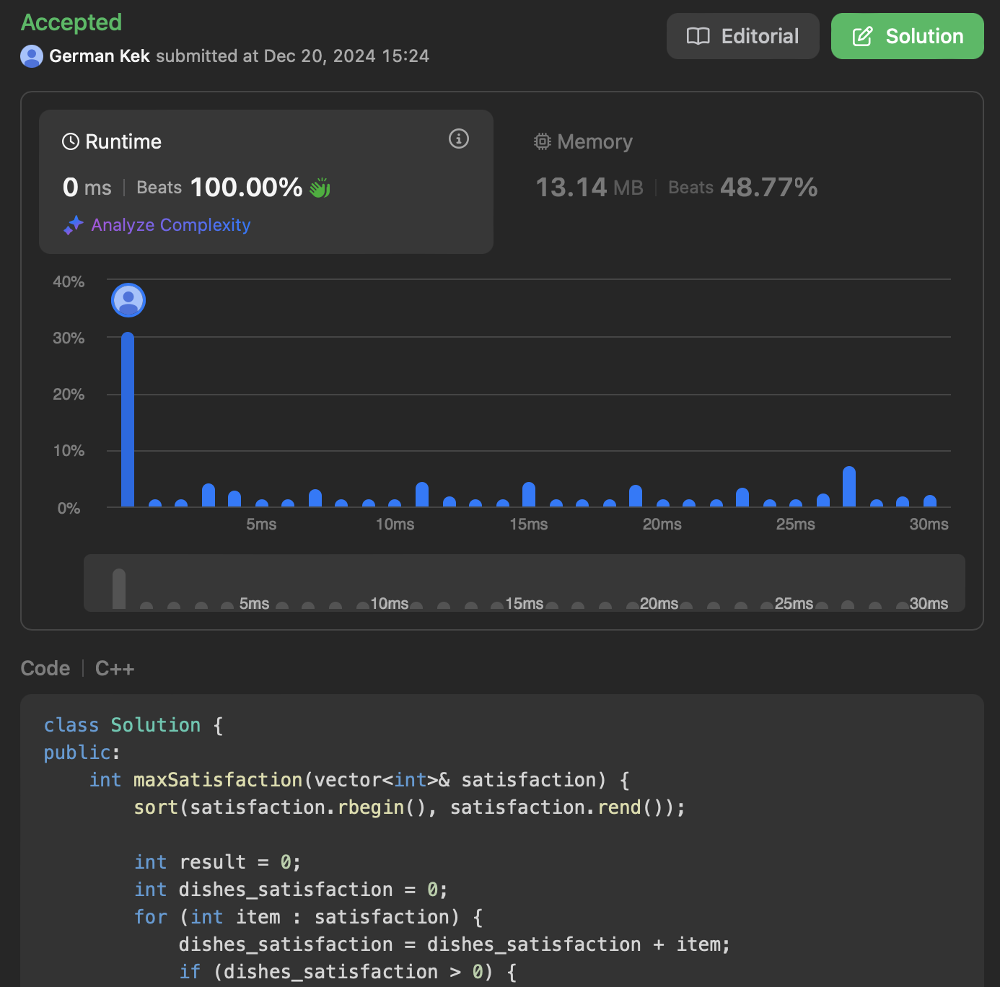 Accepted
German Kek submitted at Dec 20, 2024 15:24
Editorial
Solution
Runtime
0 ms | Beats 100.00%
Analyze Complexity
Memory
13.14 MB | Beats 48.77%
40%
30%
20%
10%
0%
5ms 10ms 15ms 20ms 25ms 30ms
5ms 10ms 15ms 20ms 25ms 30ms
Code | C++
class Solution {
public:
    int maxSatisfaction(vector<int>& satisfaction) {
        sort(satisfaction.rbegin(), satisfaction.rend());
        int result = 0;
        int dishes_satisfaction = 0;
        for (int item : satisfaction) {
            dishes_satisfaction = dishes_satisfaction + item;
            if (dishes_satisfaction > 0) {